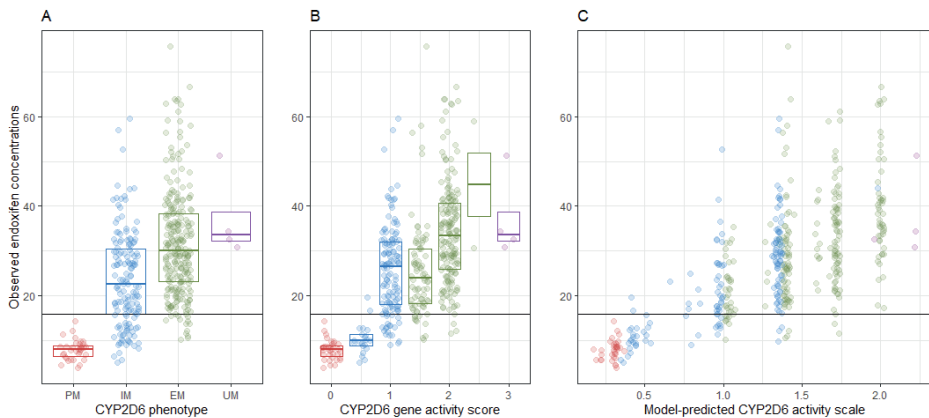 A
B
C
Observed endoxifen concentrations
60
40
20
PM
IM
EM
UM
CYP2D6 phenotype
60
40
20
0
1
2
3
CYP2D6 gene activity score
60
40
20
0.5
1.0
1.5
2.0
Model-predicted CYP2D6 activity scale